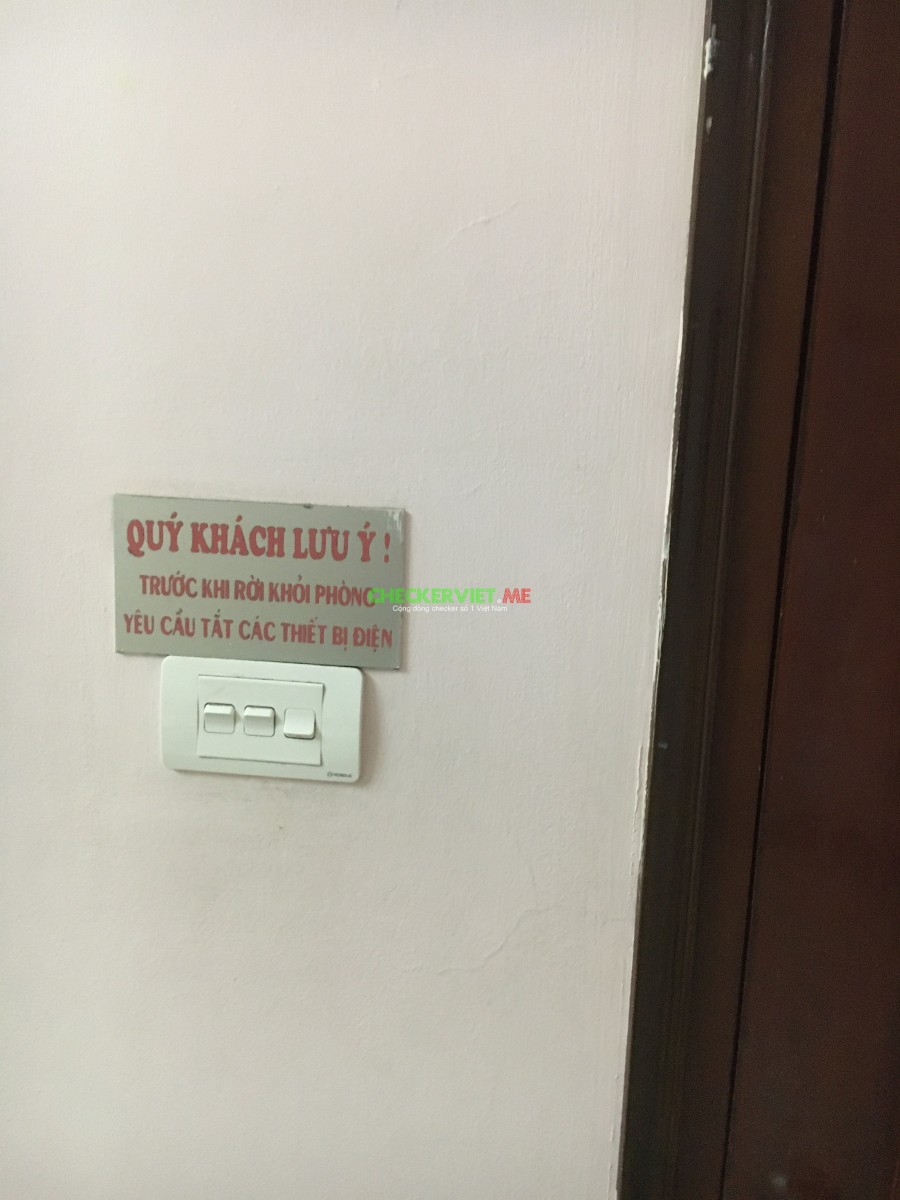 QUÝ KHÁCH LƯU Ý !
TRƯỚC KHI RỜI KHỎI PHÒNG
CHECKERVIET.ME
Cộng đồng checker số 1 Việt Nam
YÊU CẦU TẮT CÁC THIẾT BỊ ĐIỆN